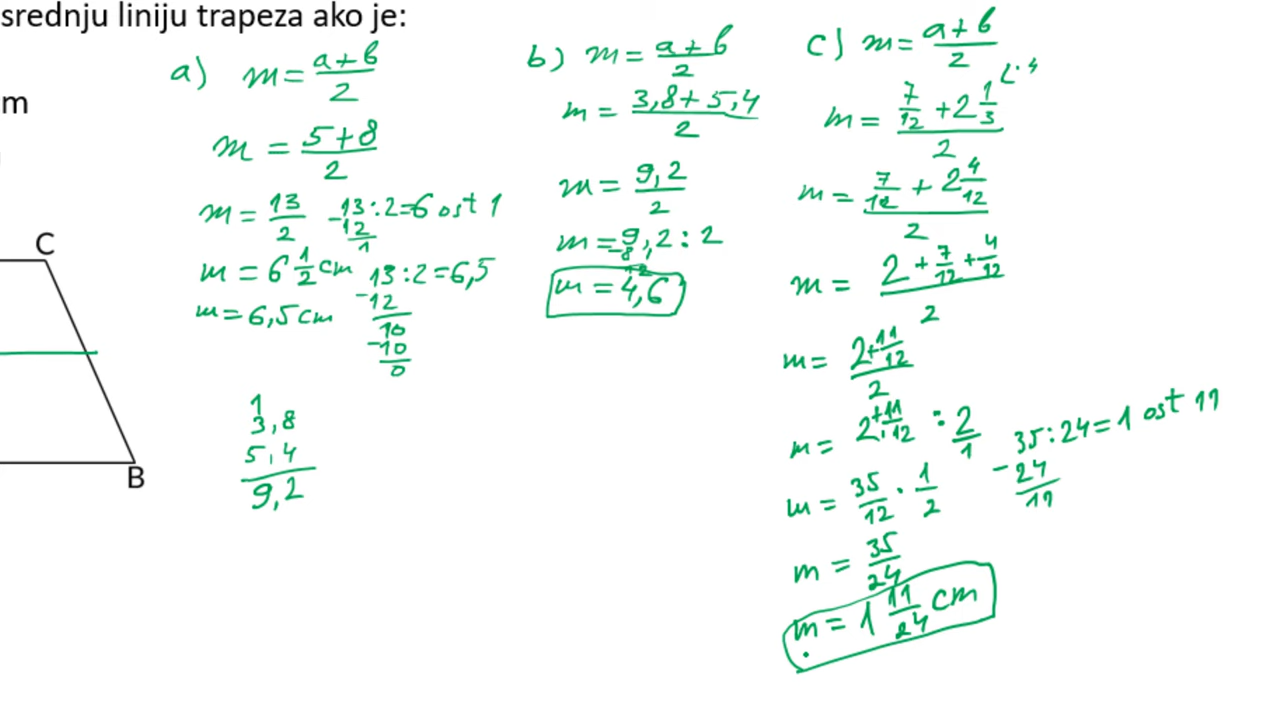 srednju liniju trapeza ako je:
m
C
B
a) m = a+b/2
m = 5+8/2
m = 13/2 13:2=6 ost 1
-12
1
m = 6 1/2 cm 13:2=6,5
-12
10
-10
0
m = 6,5 cm
1
3,8
5,4
9,2
b) m = a+b/2
m = 3,8+5,4/2
m = 9,2/2
m = 9,2:2
-8
12
m = 4,6
c) m = a+b/2
m = 7/12 + 2 1/3 /2 ·4
m = 7/12 + 2 4/12 /2
m = 2 + 7/12 + 4/12 /2
m = 2+11/12 /2
m = 2+11/12 : 2/1
35:24=1 ost 11
-24
11
m = 35/12 · 1/2
m = 35/24
m = 1 11/24 cm